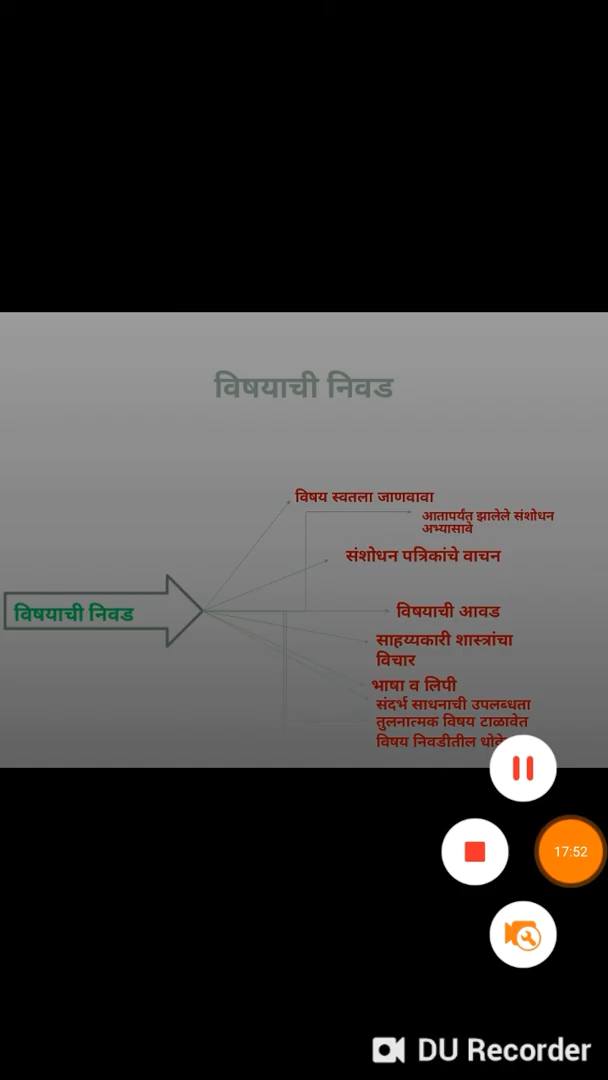 विषयाची निवड
विषय स्वतला जाणवावा
आतापर्यंत झालेले संशोधन
अभ्यासावे
संशोधन पत्रिकांचे वाचन
विषयाची निवड
विषयाची आवड
साहय्यकारी शास्त्रांचा
विचार
भाषा व लिपी
संदर्भ साधनाची उपलब्धता
तुलनात्मक विषय टाळावेत
विषय निवडीतील
17:52
DU Recorder